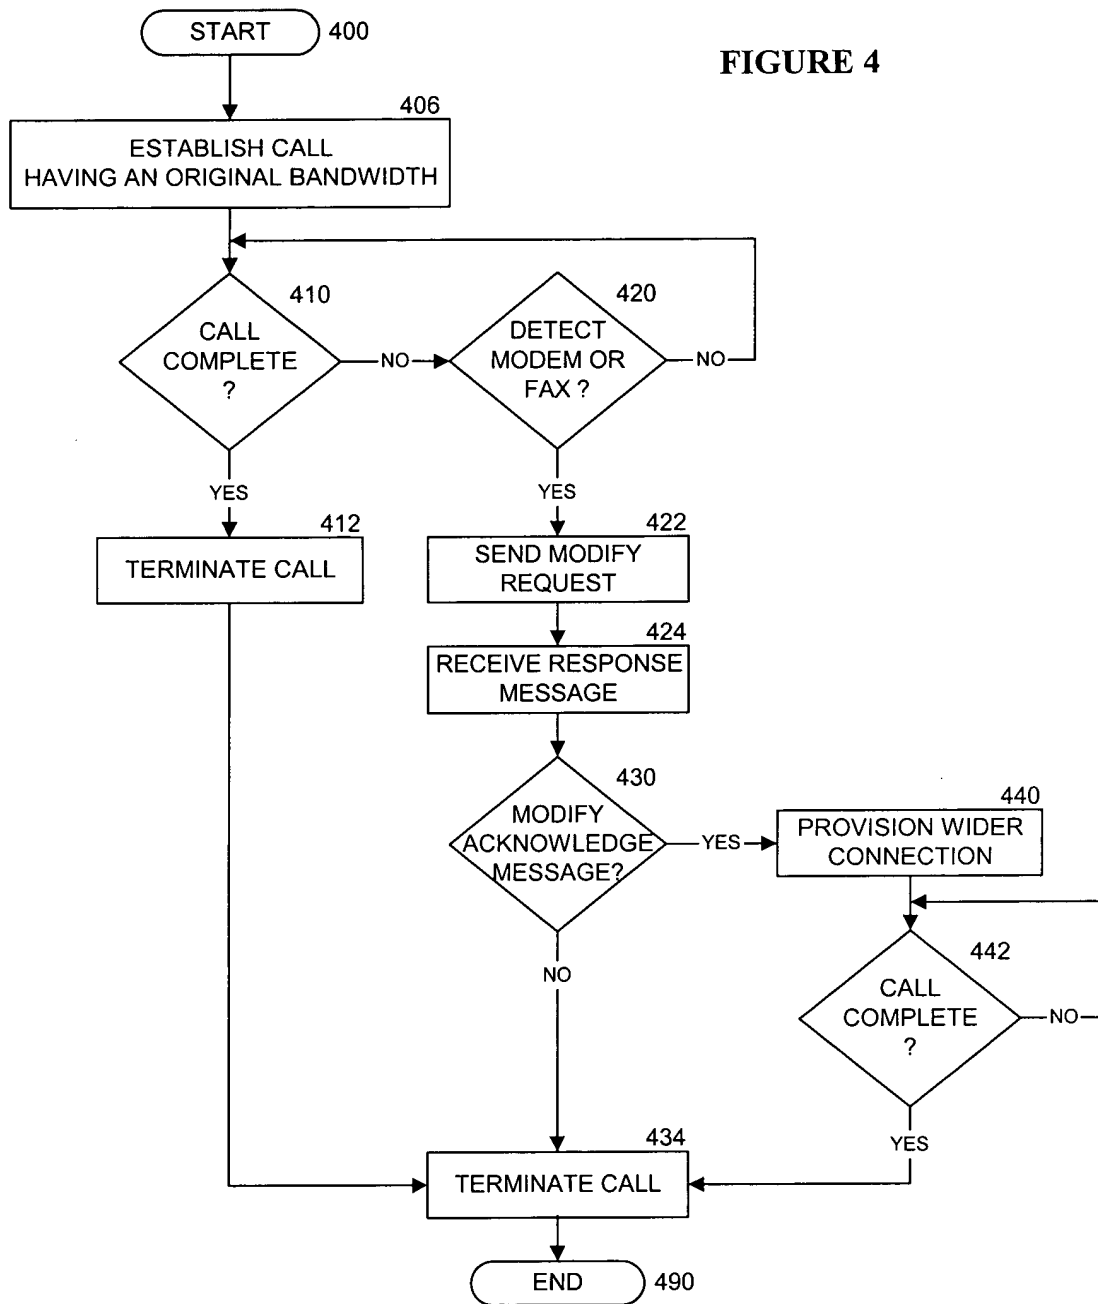 START
400
FIGURE 4
406
ESTABLISH CALL
HAVING AN ORIGINAL BANDWIDTH
410
CALL
COMPLETE
?
NO
420
DETECT
MODEM OR
FAX ?
NO
YES
YES
412
TERMINATE CALL
422
SEND MODIFY
REQUEST
424
RECEIVE RESPONSE
MESSAGE
430
MODIFY
ACKNOWLEDGE
MESSAGE?
YES
440
PROVISION WIDER
CONNECTION
NO
442
CALL
COMPLETE
?
NO
YES
434
TERMINATE CALL
END
490